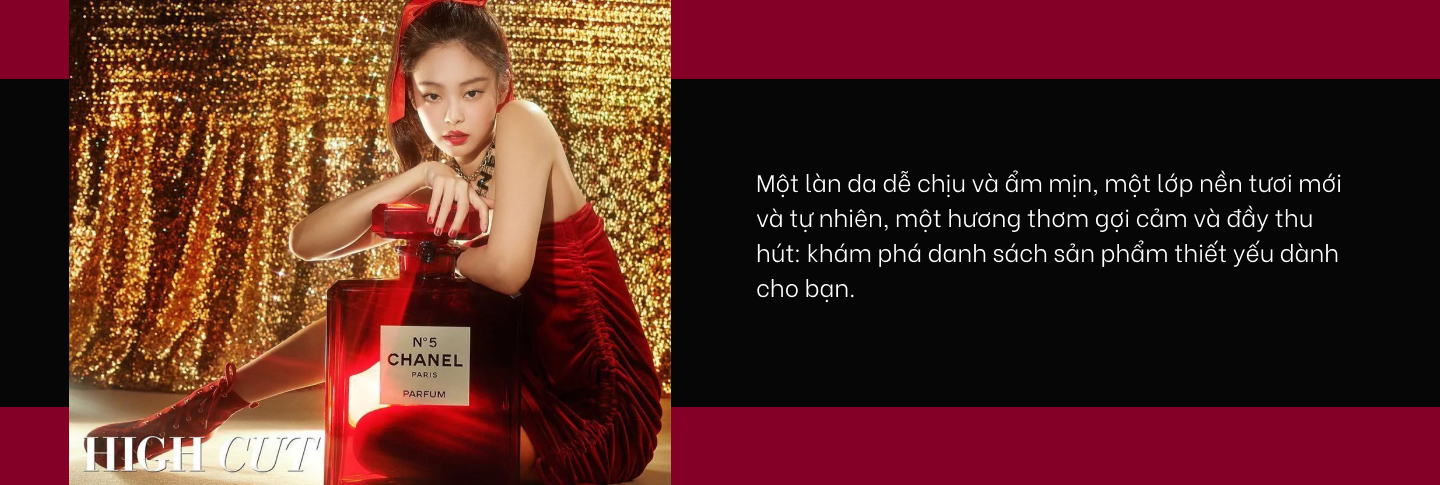 N°5
CHANEL
PARIS
PARFUM
HIGH CUT
Một làn da dễ chịu và ẩm mịn, một lớp nền tươi mới
và tự nhiên, một hương thơm gợi cảm và đầy thu
hút: khám phá danh sách sản phẩm thiết yếu dành
cho bạn.